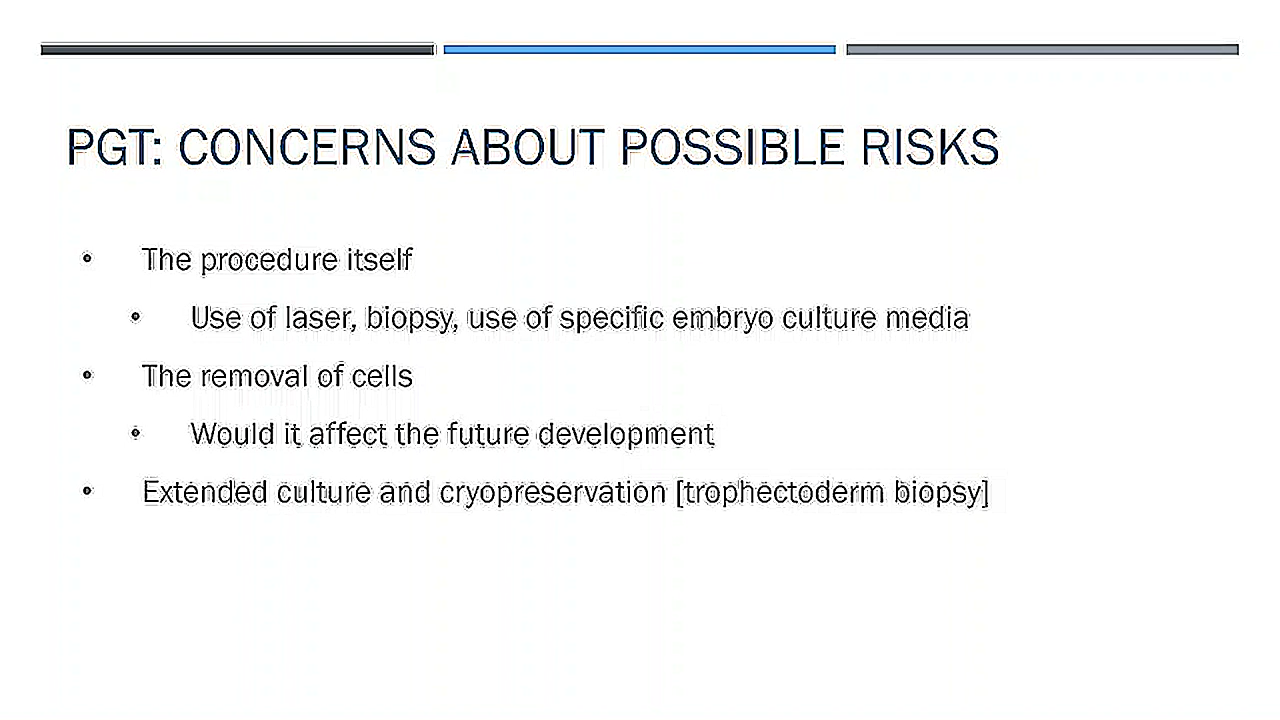 PGT: CONCERNS ABOUT POSSIBLE RISKS
• The procedure itself
• Use of laser, biopsy, use of specific embryo culture media
• The removal of cells
• Would it affect the future development
• Extended culture and cryopreservation [trophectoderm biopsy]